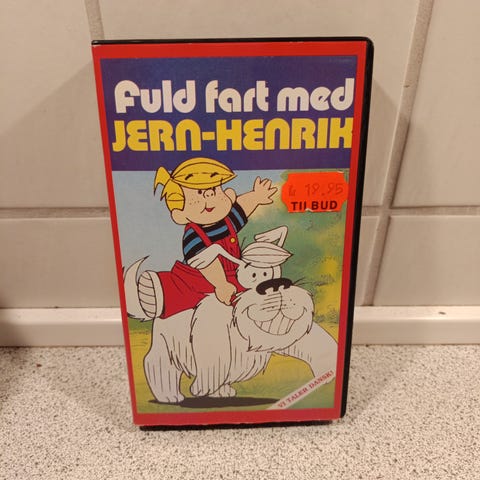 Fuld fart med
JERN-HENRIK
19.95
TILBUD
VI TALER DANSK!